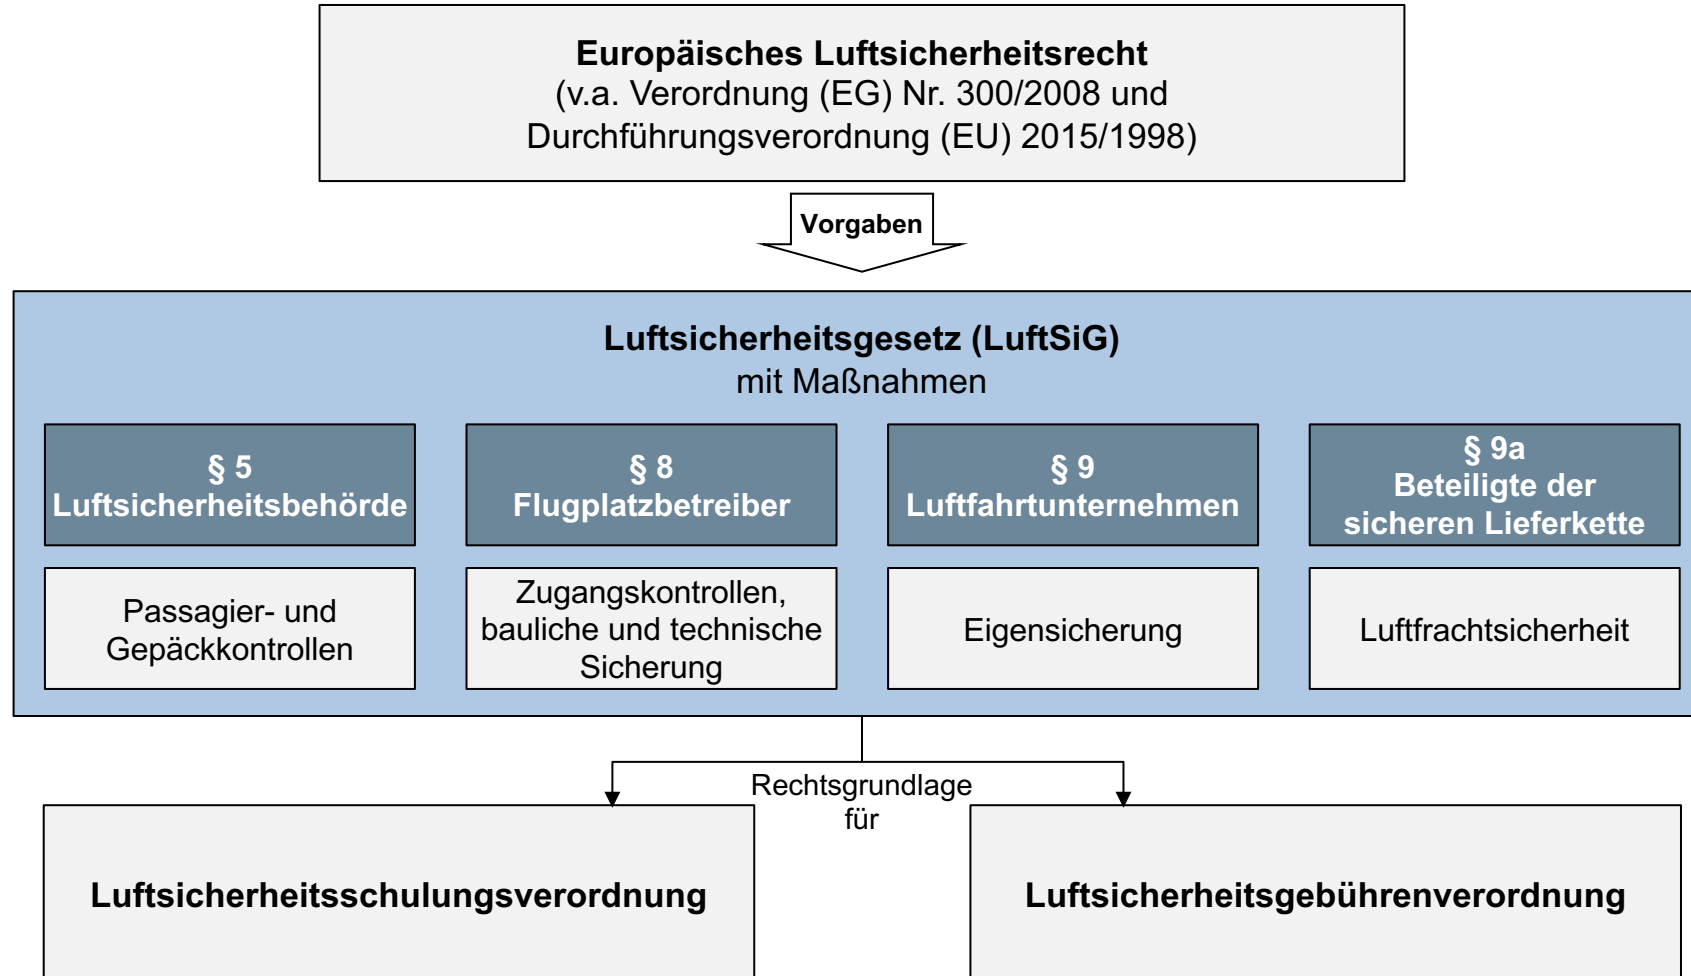 Europäisches Luftsicherheitsrecht
(v.a. Verordnung (EG) Nr. 300/2008 und
Durchführungsverordnung (EU) 2015/1998)
Vorgaben
Luftsicherheitsgesetz (LuftSiG)
mit Maßnahmen
§ 5
Luftsicherheitsbehörde
§ 8
Flugplatzbetreiber
§ 9
Luftfahrtunternehmen
§ 9a
Beteiligte der
sicheren Lieferkette
Passagier- und
Gepäckkontrollen
Zugangskontrollen,
bauliche und technische
Sicherung
Eigensicherung
Luftfrachtsicherheit
Rechtsgrundlage
für
Luftsicherheitsschulungsverordnung
Luftsicherheitsgebührenverordnung